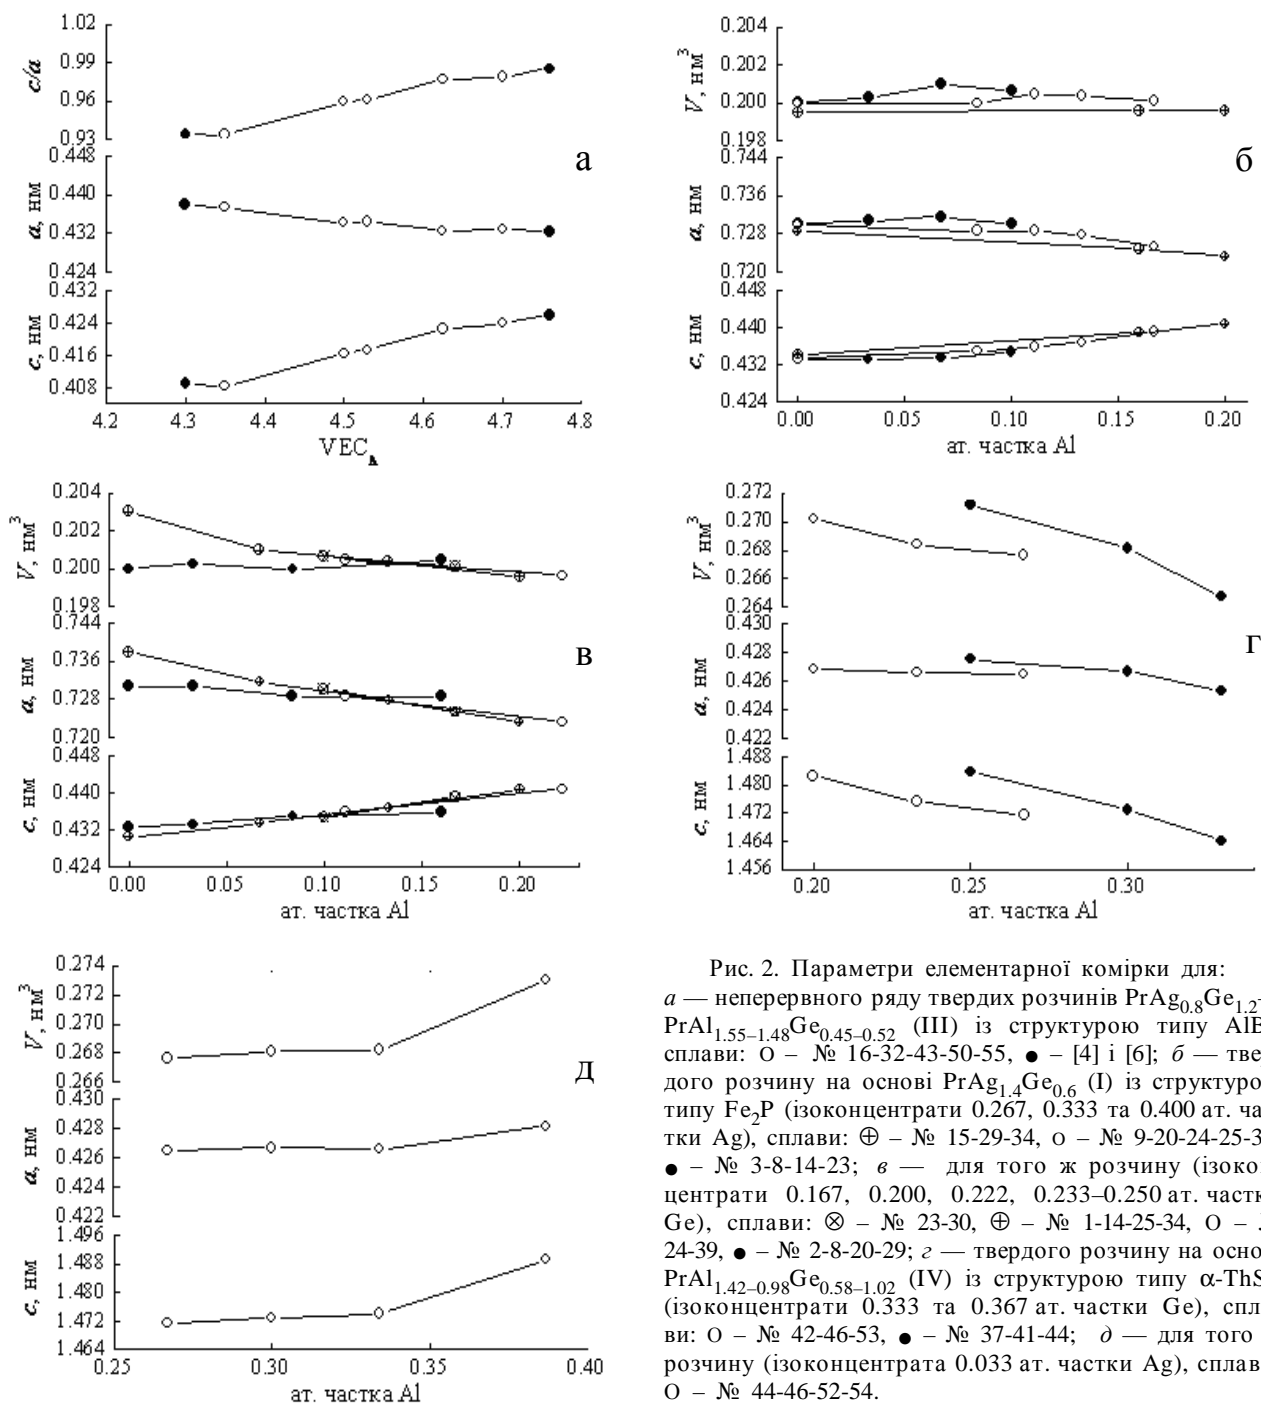 1.02
0.99
0.96
0.93
c/a
0.448
0.440
0.432
0.424
a, нм
0.432
0.424
0.416
0.408
c, нм
4.2 4.3 4.4 4.5 4.6 4.7 4.8
VEC
а
0.204
0.202
0.200
0.198
V, нм³
0.744
0.736
0.728
0.720
a, нм
0.448
0.440
0.432
0.424
c, нм
0.00 0.05 0.10 0.15 0.20
ат. частка Al
б
0.204
0.202
0.200
0.198
V, нм³
0.744
0.736
0.728
0.720
a, нм
0.448
0.440
0.432
0.424
c, нм
0.00 0.05 0.10 0.15 0.20
ат. частка Al
в
0.272
0.270
0.268
0.266
0.264
V, нм³
0.430
0.428
0.426
0.424
0.422
a, нм
1.488
1.480
1.472
1.464
1.456
c, нм
0.20 0.25 0.30
ат. частка Al
г
0.274
0.272
0.270
0.268
0.266
V, нм³
0.430
0.428
0.426
0.424
0.422
a, нм
1.496
1.488
1.480
1.472
1.464
c, нм
0.25 0.30 0.35 0.40
ат. частка Al
д
Рис. 2. Параметри елементарної комірки для:
а — неперервного ряду твердих розчинів PrAg₀.₈Ge₁.₂–
PrAl₁.₅₅₋₁.₄₈Ge₀.₄₅₋₀.₅₂ (III) із структурою типу AlB
сплави: О – № 16-32-43-50-55, ● – [4] і [6]; б — твер
дого розчину на основі PrAg₁.₄Ge₀.₆ (I) із структуро
типу Fe₂P (ізоконцентрати 0.267, 0.333 та 0.400 ат. час
тки Ag), сплави: ⊕ – № 15-29-34, О – № 9-20-24-25-3
● – № 3-8-14-23; в — для того ж розчину (ізокон
центрати 0.167, 0.200, 0.222, 0.233–0.250 ат. частк
Ge), сплави: ⊗ – № 23-30, ⊕ – № 1-14-25-34, О –
24-39, ● – № 2-8-20-29; г — твердого розчину на осно
PrAl₁.₄₂₋₀.₉₈Ge₀.₅₈₋₁.₀₂ (IV) із структурою типу α-ThS
(ізоконцентрати 0.333 та 0.367 ат. частки Ge), спла
ви: О – № 42-46-53, ● – № 37-41-44; д — для того
розчину (ізоконцентрата 0.033 ат. частки Ag), сплав
О – № 44-46-52-54.